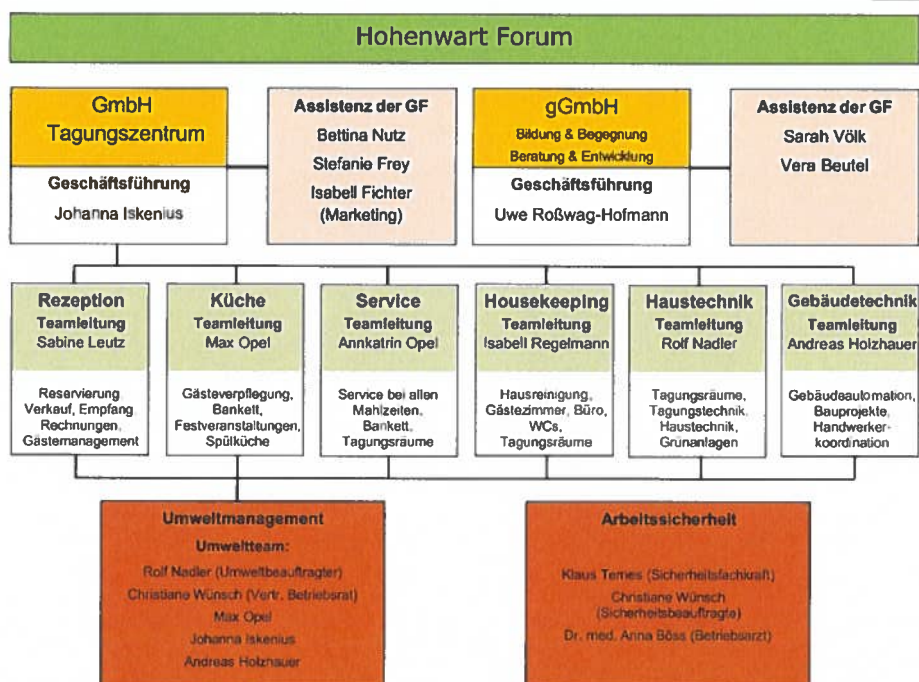 Hohenwart Forum
GmbH
Tagungszentrum
Geschäftsführung
Johanna Iskenius
Assistenz der GF
Bettina Nutz
Stefanie Frey
Isabell Fichter
(Marketing)
gGmbH
Bildung & Begegnung
Beratung & Entwicklung
Geschäftsführung
Uwe Roßwag-Hofmann
Assistenz der GF
Sarah Völk
Vera Beutel
Rezeption
Teamleitung
Sabine Leutz
Reservierung
Verkauf, Empfang
Rechnungen,
Gästemanagement
Küche
Teamleitung
Max Opel
Gästeverpflegung,
Bankett,
Festveranstaltungen,
Spülküche
Service
Teamleitung
Annkatrin Opel
Service bei allen
Mahlzeiten,
Bankett,
Tagungsräume
Housekeeping
Teamleitung
Isabell Regelmann
Hausreinigung,
Gästezimmer, Büro,
WCs,
Tagungsräume
Haustechnik
Teamleitung
Rolf Nadler
Tagungsräume,
Tagungstechnik,
Haustechnik,
Grünanlagen
Gebäudetechnik
Teamleitung
Andreas Holzhauer
Gebäudeautomation,
Bauprojekte,
Handwerker-
koordination
Umweltmanagement
Umweltteam:
Rolf Nadler (Umweltbeauftragter)
Christiane Wünsch (Vertr. Betriebsrat)
Max Opel
Johanna Iskenius
Andreas Holzhauer
Arbeitssicherheit
Klaus Temes (Sicherheitsfachkraft)
Christiane Wünsch
(Sicherheitsbeauftragte)
Dr. med. Anna Böss (Betriebsarzt)